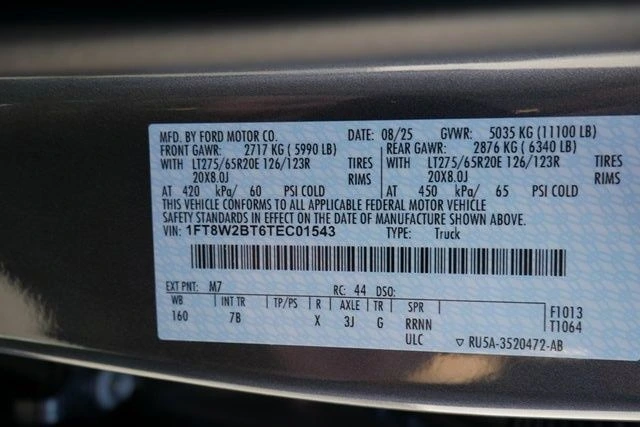 MFD. BY FORD MOTOR CO. DATE: 08/25 GVWR: 5035 KG (11100 LB)
FRONT GAWR: 2717 KG ( 5990 LB) REAR GAWR: 2876 KG ( 6340 LB)
WITH LT275/65R20E 126/123R TIRES WITH LT275/65R20E 126/123R TIRES
20X8.0J RIMS 20X8.0J RIMS
AT 420 kPa/ 60 PSI COLD AT 450 kPa/ 65 PSI COLD
THIS VEHICLE CONFORMS TO ALL APPLICABLE FEDERAL MOTOR VEHICLE
SAFETY STANDARDS IN EFFECT ON THE DATE OF MANUFACTURE SHOWN ABOVE.
VIN: 1FT8W2BT6TEC01543 TYPE: Truck
EXT PNT: M7 RC: 44 DSO:
WB INT TR TP/PS R AXLE TR SPR F1013
160 7B X 3J G RRNN T1064
ULC ▽ RU5A-3520472-AB